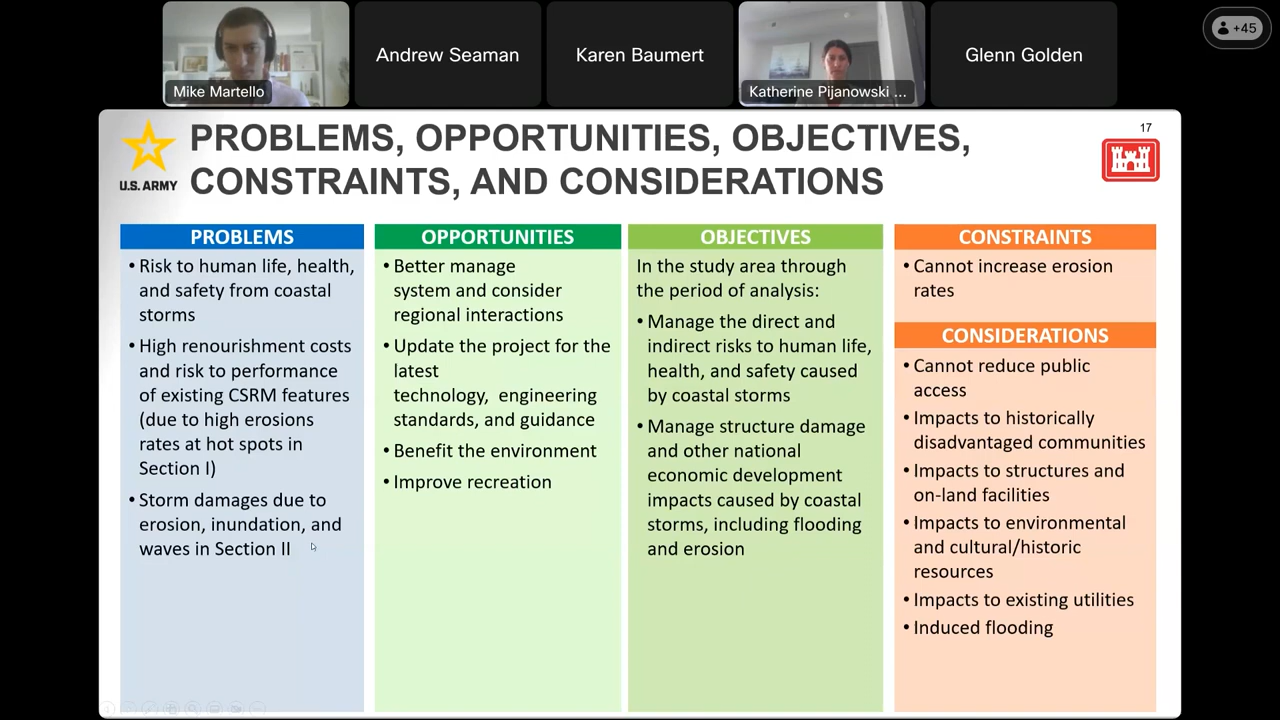 +45
Mike Martello
Andrew Seaman
Karen Baumert
Katherine Pijanowski ...
Glenn Golden
17
U.S. ARMY
PROBLEMS, OPPORTUNITIES, OBJECTIVES,
CONSTRAINTS, AND CONSIDERATIONS
PROBLEMS
• Risk to human life, health,
and safety from coastal
storms
• High renourishment costs
and risk to performance
of existing CSRM features
(due to high erosions
rates at hot spots in
Section I)
• Storm damages due to
erosion, inundation, and
waves in Section II
OPPORTUNITIES
• Better manage
system and consider
regional interactions
• Update the project for the
latest
technology, engineering
standards, and guidance
• Benefit the environment
• Improve recreation
OBJECTIVES
In the study area through
the period of analysis:
• Manage the direct and
indirect risks to human life,
health, and safety caused
by coastal storms
• Manage structure damage
and other national
economic development
impacts caused by coastal
storms, including flooding
and erosion
CONSTRAINTS
• Cannot increase erosion
rates
CONSIDERATIONS
• Cannot reduce public
access
• Impacts to historically
disadvantaged communities
• Impacts to structures and
on-land facilities
• Impacts to environmental
and cultural/historic
resources
• Impacts to existing utilities
• Induced flooding